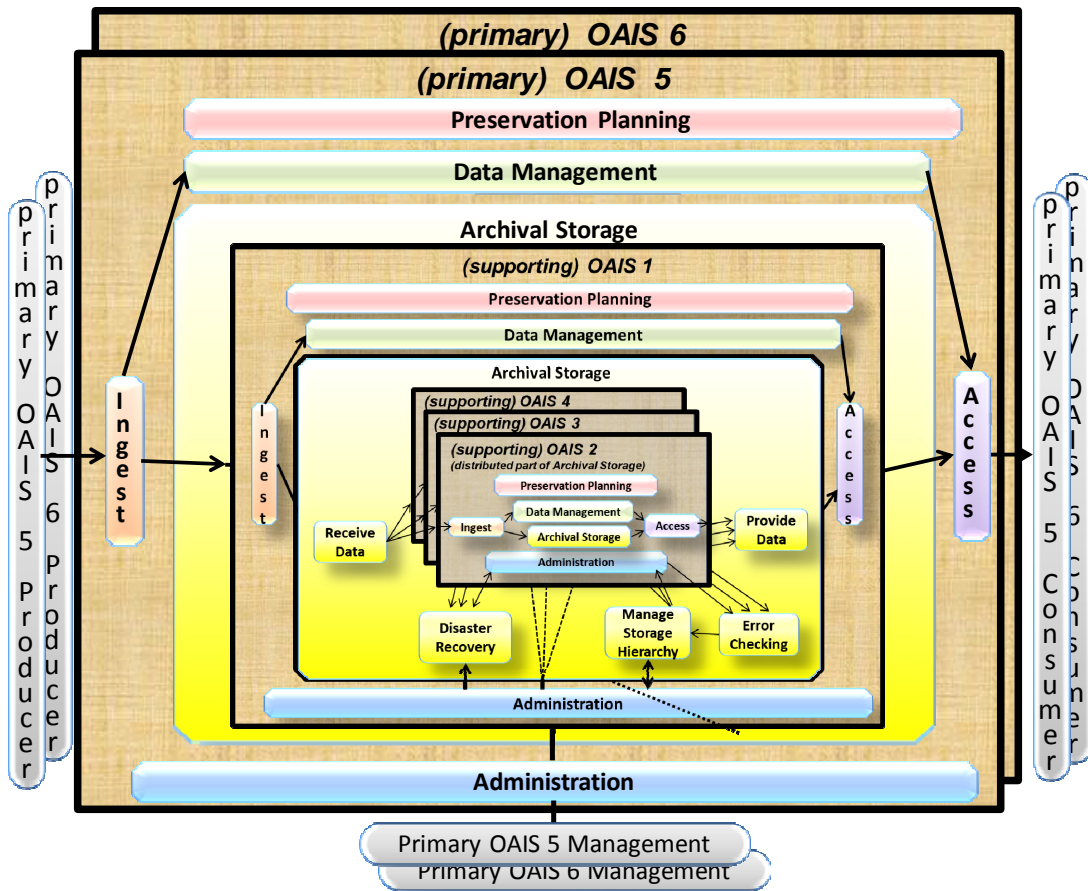 (primary) OAIS 6
(primary) OAIS 5
Preservation Planning
Data Management
Archival Storage
(supporting) OAIS 1
Preservation Planning
Data Management
Archival Storage
(supporting) OAIS 4
(supporting) OAIS 3
(supporting) OAIS 2
(distributed part of Archival Storage)
Preservation Planning
Data Management
Ingest
Access
Archival Storage
Administration
Receive
Data
Provide
Data
Disaster
Recovery
Manage
Storage
Hierarchy
Error
Checking
Ingest
Access
Administration
Ingest
Access
Administration
primary OAIS 5 Producer
primary OAIS 6 Producer
primary OAIS 5 Consumer
primary OAIS 6 Consumer
Primary OAIS 5 Management
Primary OAIS 6 Management